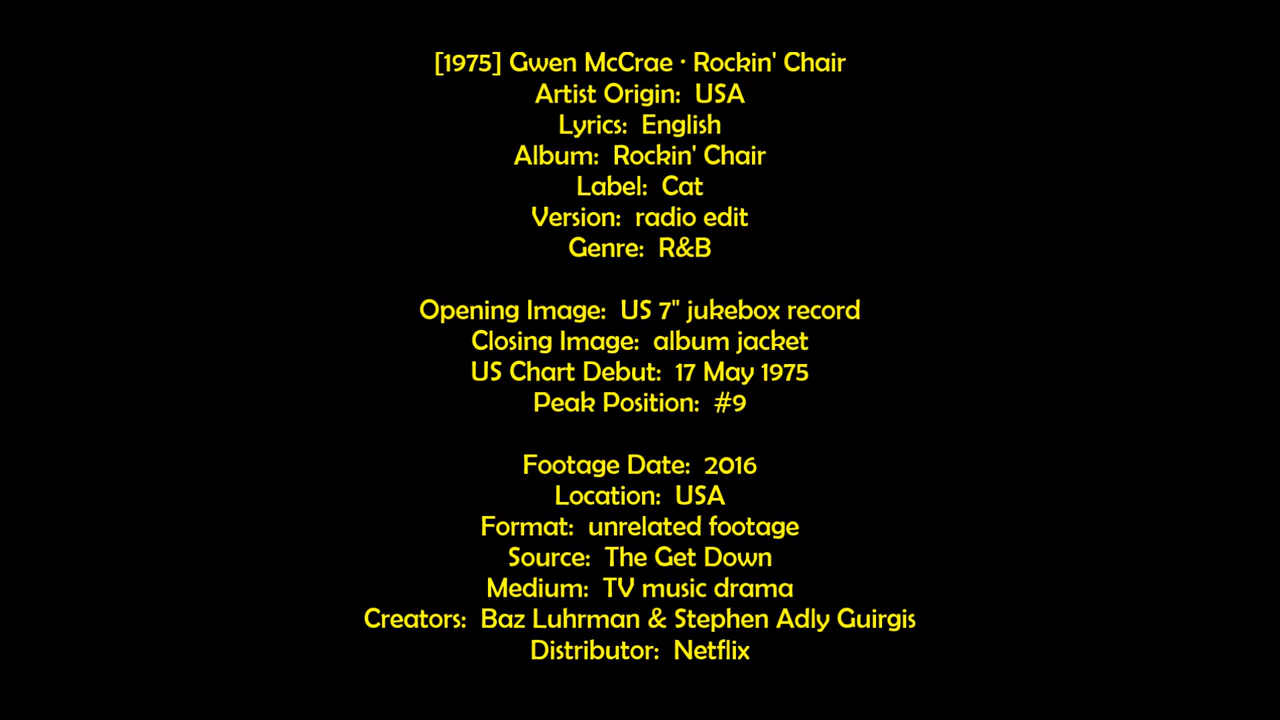 [1975] Gwen McCrae · Rockin' Chair
Artist Origin:  USA
Lyrics:  English
Album:  Rockin' Chair
Label:  Cat
Version:  radio edit
Genre:  R&B
Opening Image:  US 7" jukebox record
Closing Image:  album jacket
US Chart Debut:  17 May 1975
Peak Position:  #9
Footage Date:  2016
Location:  USA
Format:  unrelated footage
Source:  The Get Down
Medium:  TV music drama
Creators:  Baz Luhrman & Stephen Adly Guirgis
Distributor:  Netflix